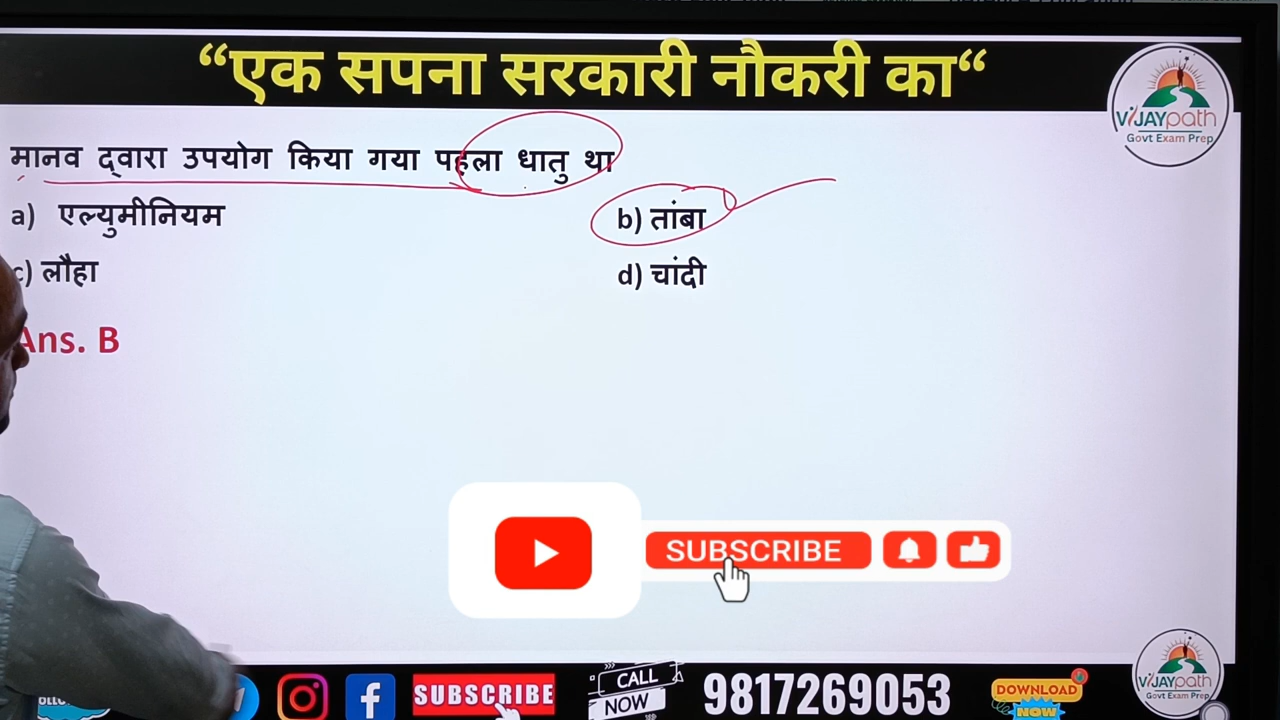 “एक सपना सरकारी नौकरी का“
ViJAYpath
Govt Exam Prep
मानव द्वारा उपयोग किया गया पहला धातु था
a) एल्युमीनियम
b) तांबा
c) लौहा
d) चांदी
Ans. B
SUBSCRIBE
SUBSCRIBE
CALL
NOW
9817269053
DOWNLOAD
NOW
ViJAYpath
Govt Exam Prep